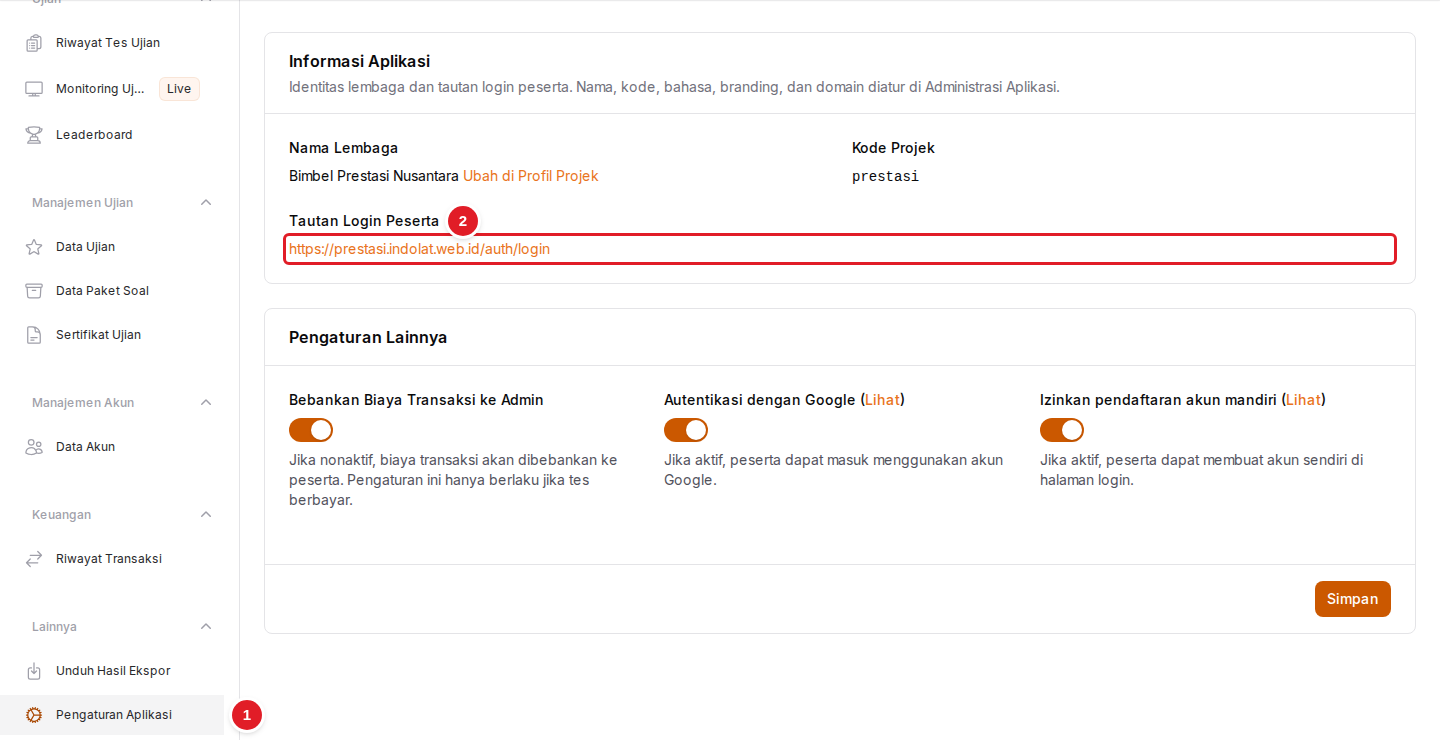 Ujian
Riwayat Tes Ujian
Monitoring Uj... Live
Leaderboard
Manajemen Ujian
Data Ujian
Data Paket Soal
Sertifikat Ujian
Manajemen Akun
Data Akun
Keuangan
Riwayat Transaksi
Lainnya
Unduh Hasil Ekspor
Pengaturan Aplikasi 1
Informasi Aplikasi
Identitas lembaga dan tautan login peserta. Nama, kode, bahasa, branding, dan domain diatur di Administrasi Aplikasi.
Nama Lembaga
Bimbel Prestasi Nusantara Ubah di Profil Projek
Kode Projek
prestasi
Tautan Login Peserta 2
https://prestasi.indolat.web.id/auth/login
Pengaturan Lainnya
Bebankan Biaya Transaksi ke Admin
Jika nonaktif, biaya transaksi akan dibebankan ke
peserta. Pengaturan ini hanya berlaku jika tes
berbayar.
Autentikasi dengan Google (Lihat)
Jika aktif, peserta dapat masuk menggunakan akun
Google.
Izinkan pendaftaran akun mandiri (Lihat)
Jika aktif, peserta dapat membuat akun sendiri di
halaman login.
Simpan